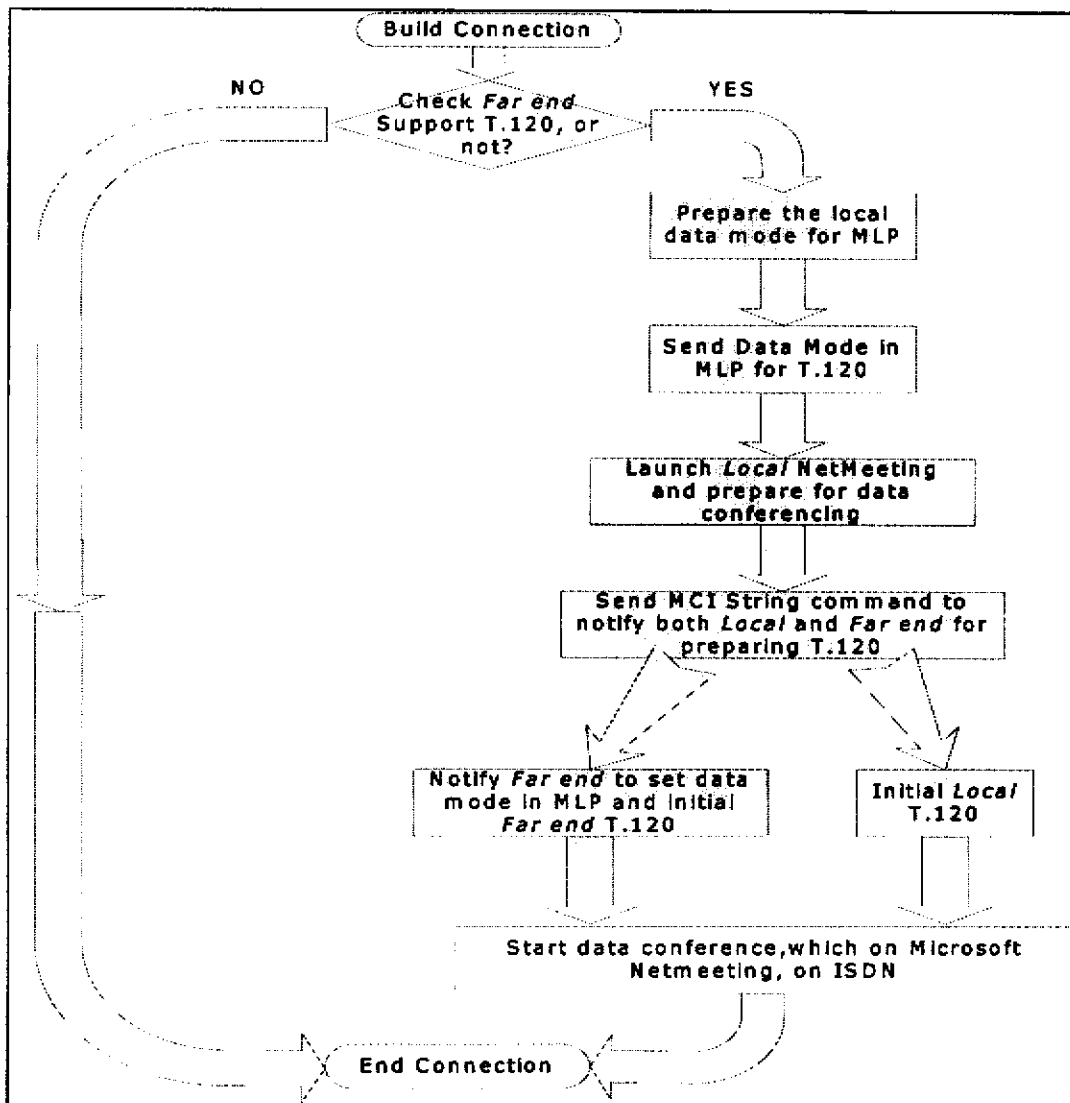 Build Connection
NO
YES
Check Far end
Support T.120, or
not?
Prepare the local
data mode for MLP
Send Data Mode in
MLP for T.120
Launch Local NetMeeting
and prepare for data
conferencing
Send MCI String command to
notify both Local and Far end for
preparing T.120
Notify Far end to set data
mode in MLP and initial
Far end T.120
Initial Local
T.120
Start data conference,which on Microsoft
Netmeeting, on ISDN
End Connection